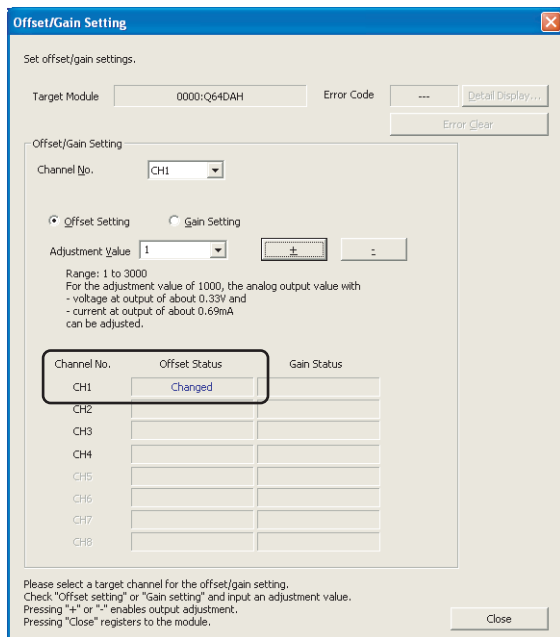 Offset/Gain Setting
Set offset/gain settings.
Target Module 0000:Q64DAH Error Code --- Detail Display...
Error Clear
Offset/Gain Setting
Channel No. CH1
Offset Setting Gain Setting
Adjustment Value 1 + -
Range: 1 to 3000
For the adjustment value of 1000, the analog output value with
- voltage at output of about 0.33V and
- current at output of about 0.69mA
can be adjusted.
Channel No. Offset Status Gain Status
CH1 Changed
CH2
CH3
CH4
CH5
CH6
CH7
CH8
Please select a target channel for the offset/gain setting.
Check "Offset setting" or "Gain setting" and input an adjustment value.
Pressing "+" or "-" enables output adjustment.
Pressing "Close" registers to the module.
Close